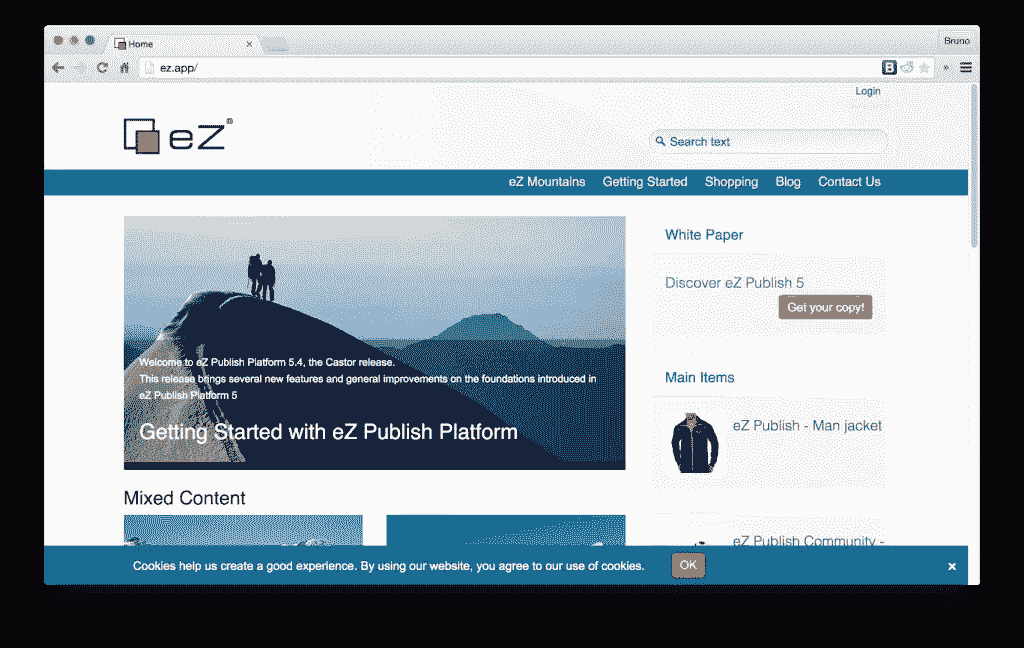 Home
Bruno
ez.app/
B
»
Login
eZ®
Search text
eZ Mountains Getting Started Shopping Blog Contact Us
White Paper
Discover eZ Publish 5
Get your copy!
Welcome to eZ Publish Platform 5.4, the Castor release.
This release brings several new features and general improvements on the foundations introduced in
eZ Publish Platform 5
Getting Started with eZ Publish Platform
Main Items
eZ Publish - Man jacket
eZ Publish Community -
Mixed Content
Cookies help us create a good experience. By using our website, you agree to our use of cookies.
OK